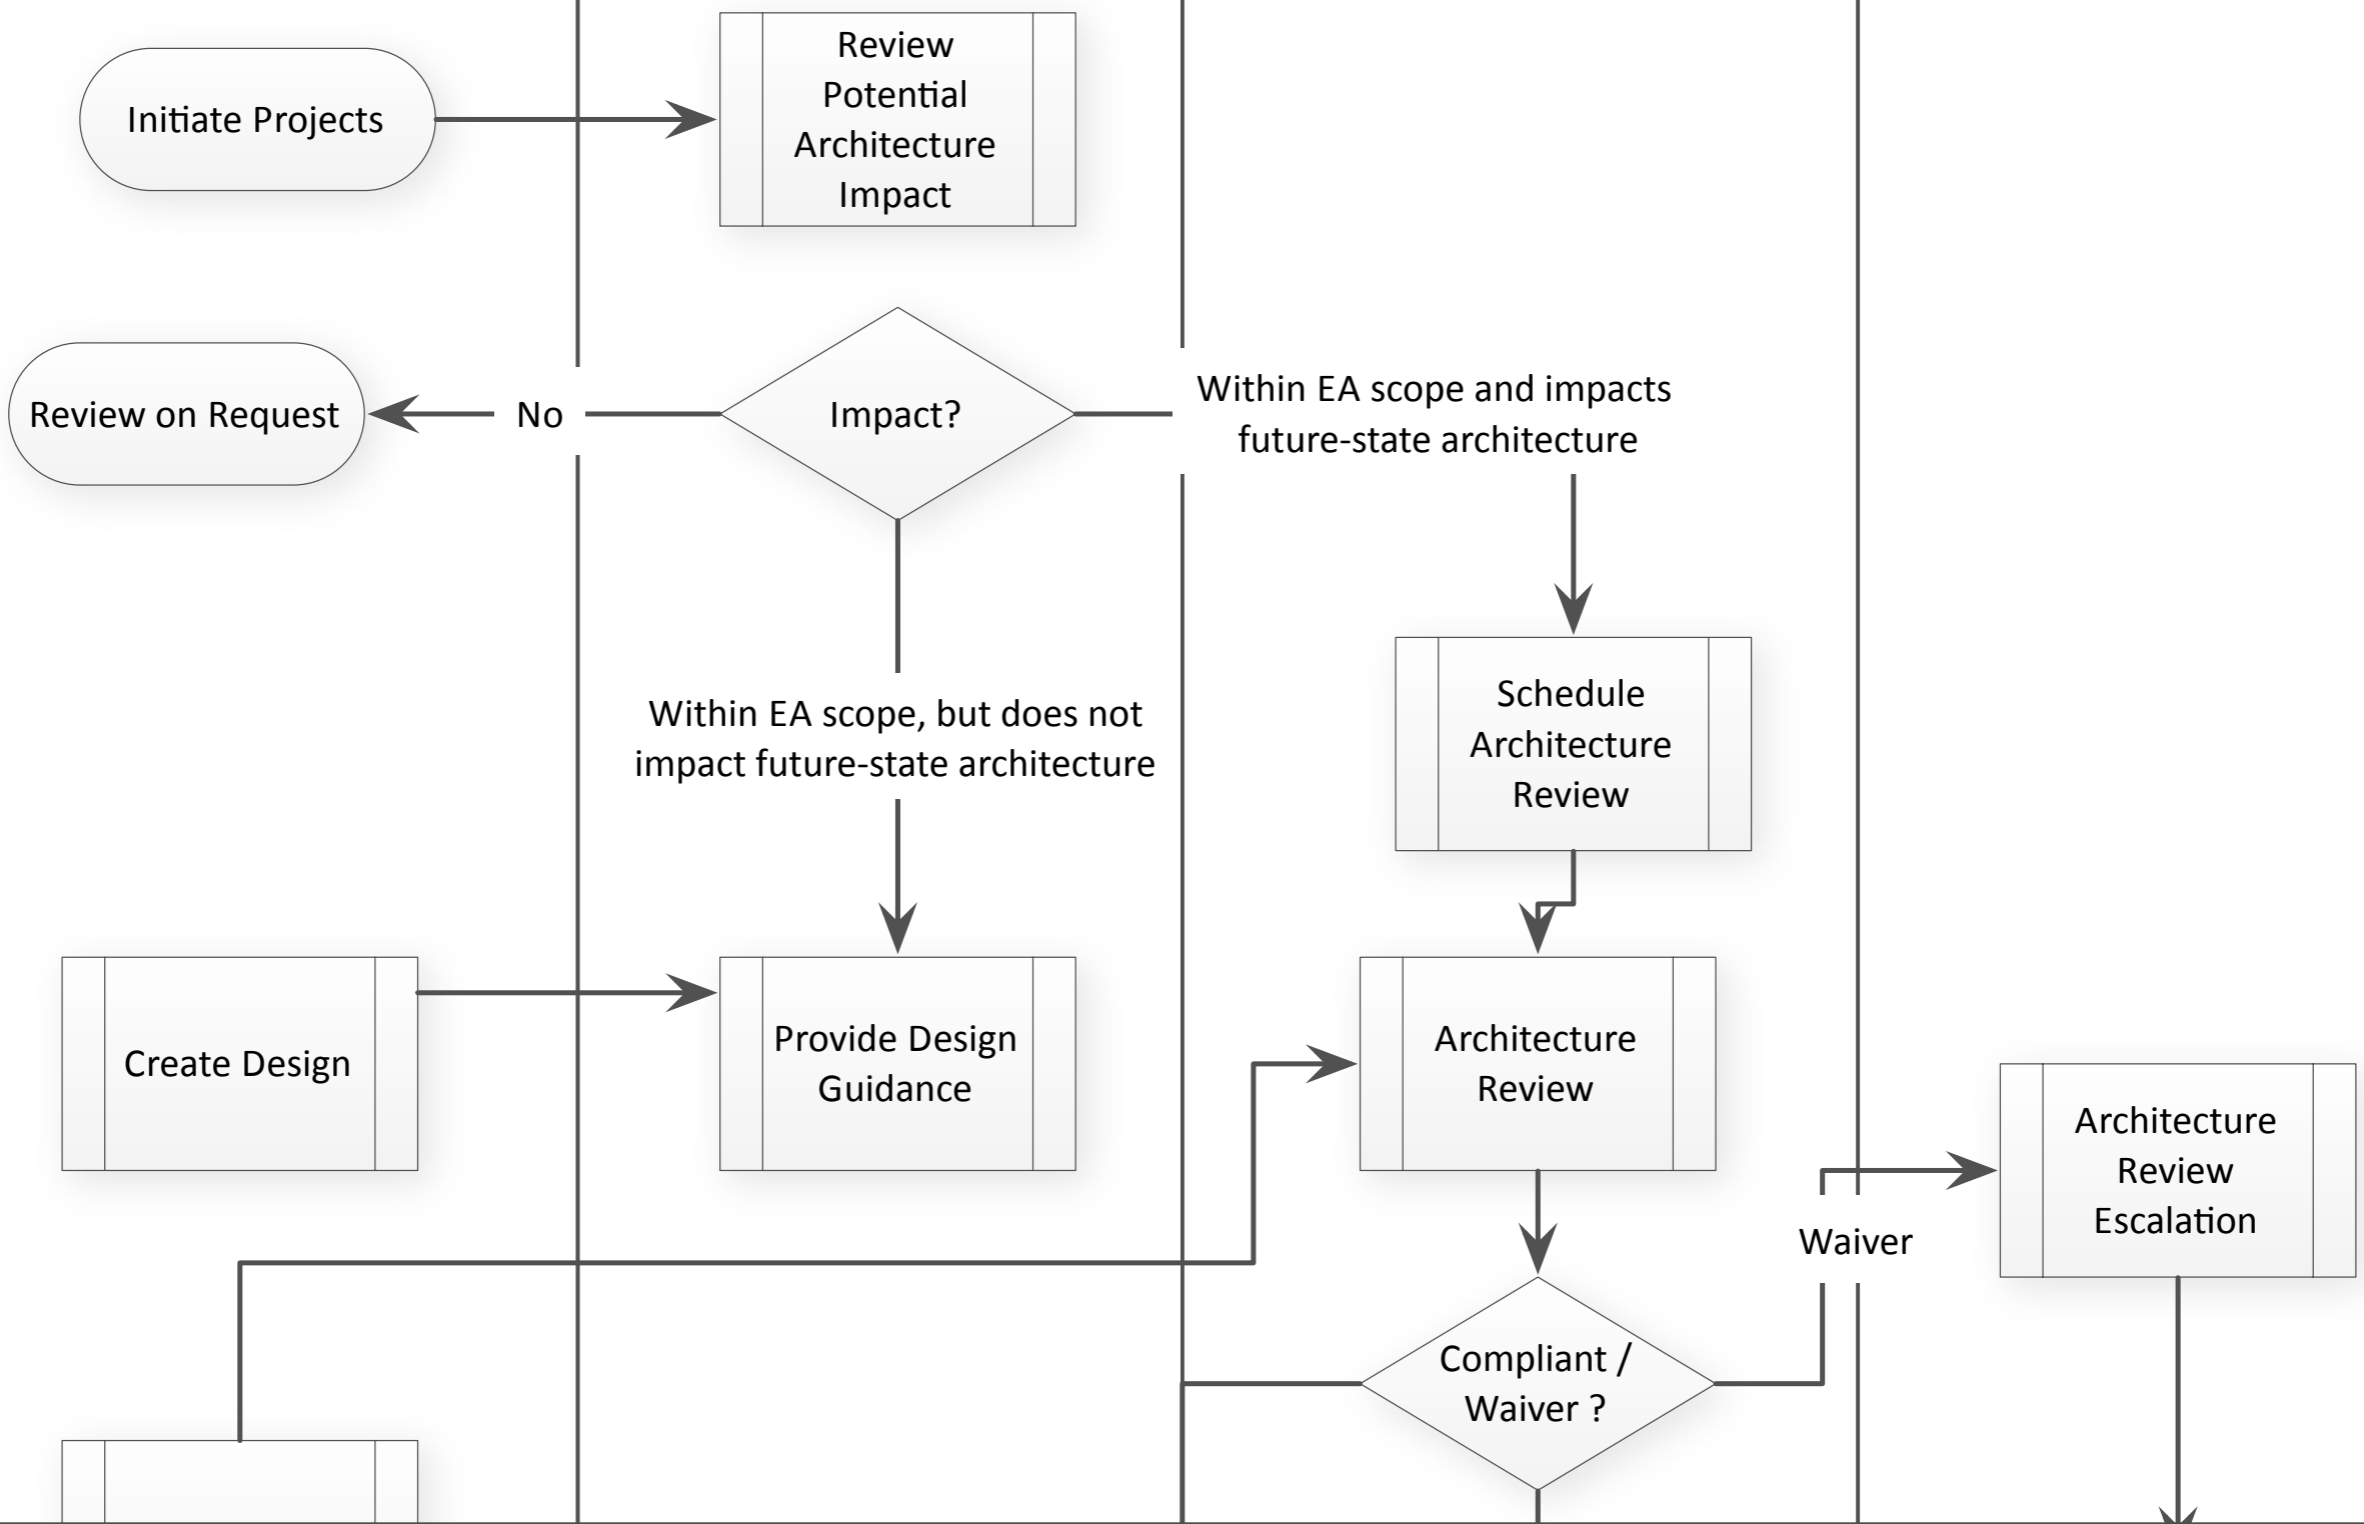 Initiate Projects
Review
Potential
Architecture
Impact
Review on Request
No
Impact?
Within EA scope and impacts
future-state architecture
Within EA scope, but does not
impact future-state architecture
Schedule
Architecture
Review
Create Design
Provide Design
Guidance
Architecture
Review
Architecture
Review
Escalation
Waiver
Compliant /
Waiver ?